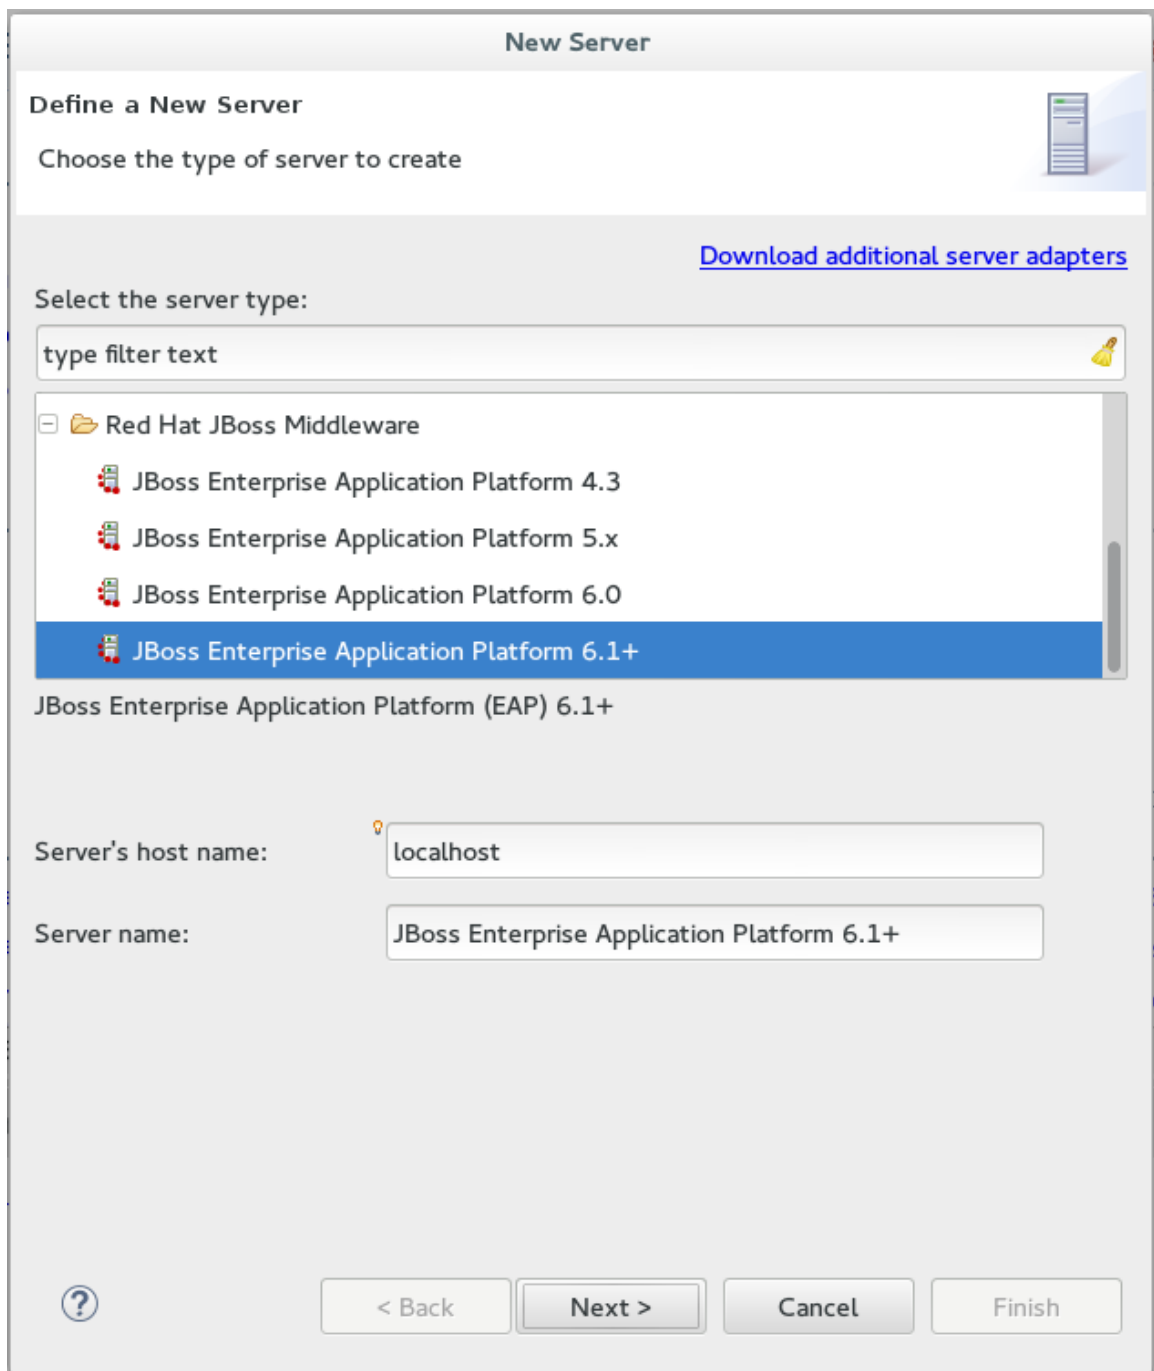 New Server
Define a New Server
Choose the type of server to create
Download additional server adapters
Select the server type:
type filter text
Red Hat JBoss Middleware
JBoss Enterprise Application Platform 4.3
JBoss Enterprise Application Platform 5.x
JBoss Enterprise Application Platform 6.0
JBoss Enterprise Application Platform 6.1+
JBoss Enterprise Application Platform (EAP) 6.1+
Server's host name: localhost
Server name: JBoss Enterprise Application Platform 6.1+
? < Back Next > Cancel Finish